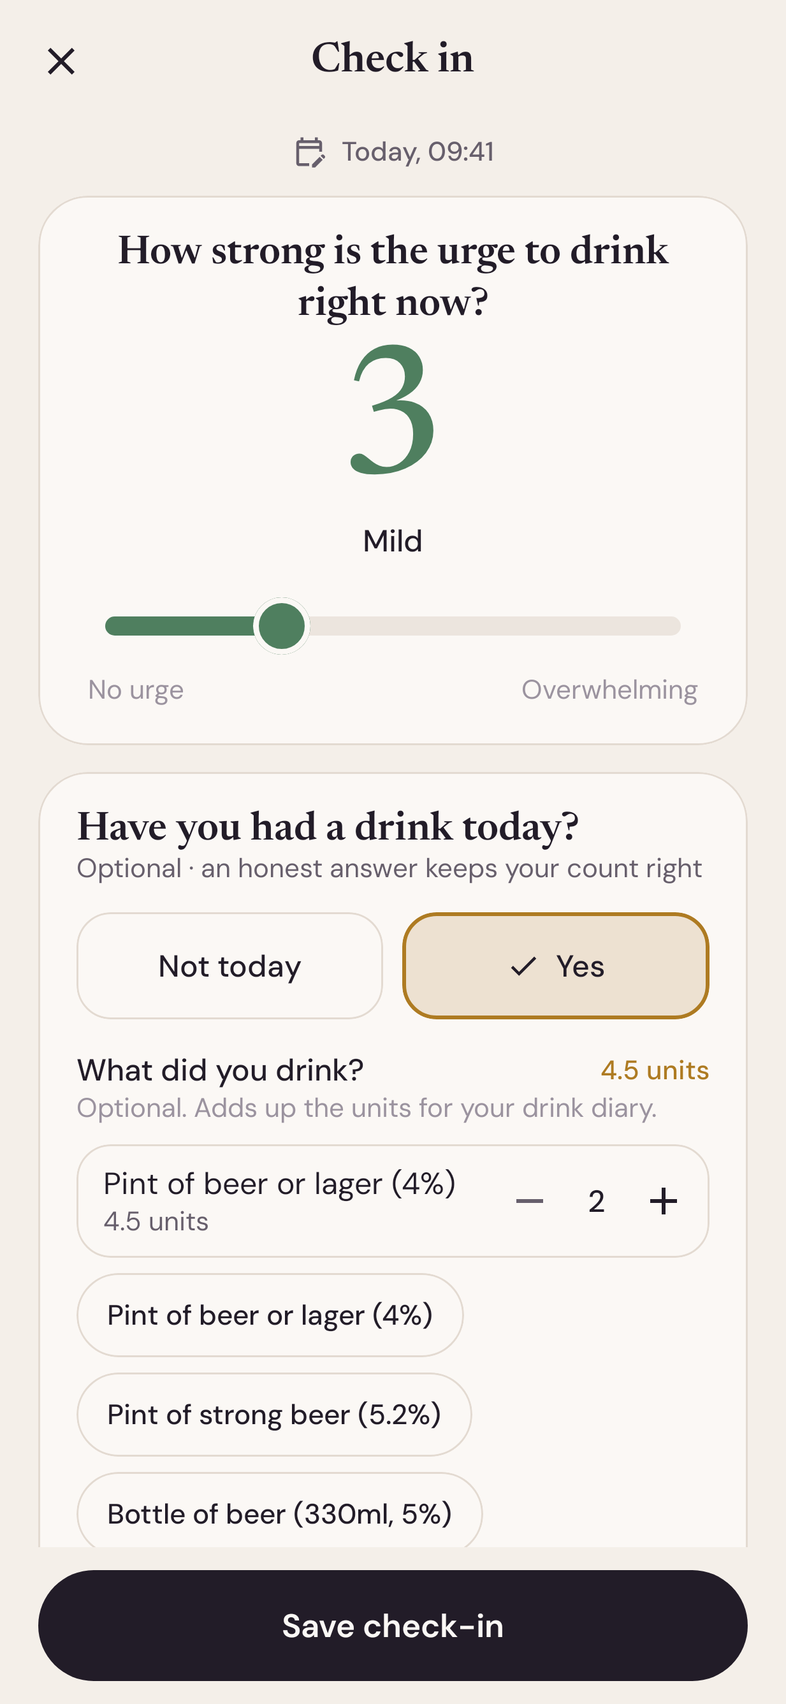 Check in
Today, 09:41
How strong is the urge to drink
right now?
3
Mild
No urge
Overwhelming
Have you had a drink today?
Optional · an honest answer keeps your count right
Not today
Yes
What did you drink?
4.5 units
Optional. Adds up the units for your drink diary.
Pint of beer or lager (4%)
4.5 units
2
Pint of beer or lager (4%)
Pint of strong beer (5.2%)
Bottle of beer (330ml, 5%)
Save check-in